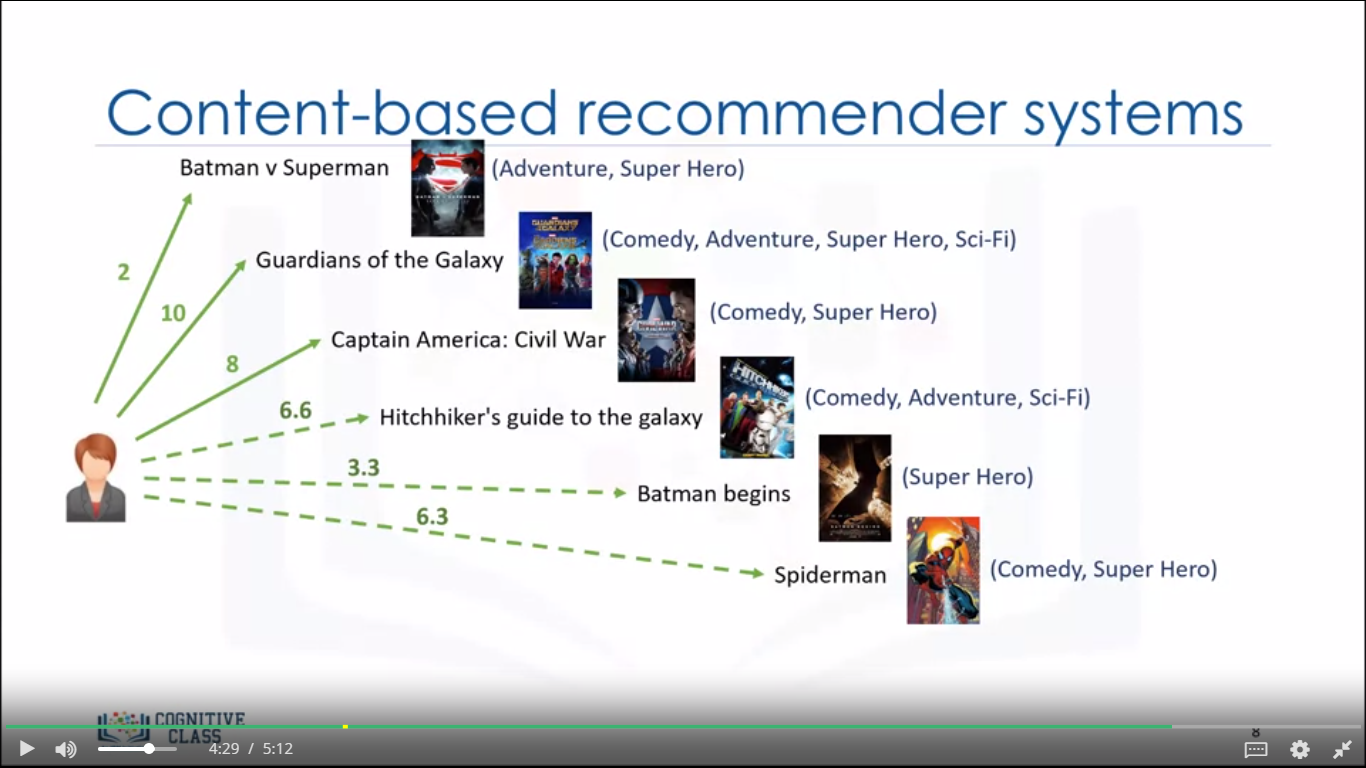 Content-based recommender systems
Batman v Superman
(Adventure, Super Hero)
2
Guardians of the Galaxy
(Comedy, Adventure, Super Hero, Sci-Fi)
10
Captain America: Civil War
(Comedy, Super Hero)
8
Hitchhiker's guide to the galaxy
(Comedy, Adventure, Sci-Fi)
6.6
Batman begins
(Super Hero)
3.3
Spiderman
(Comedy, Super Hero)
6.3
COGNITIVE
CLASS
8
4:29 / 5:12